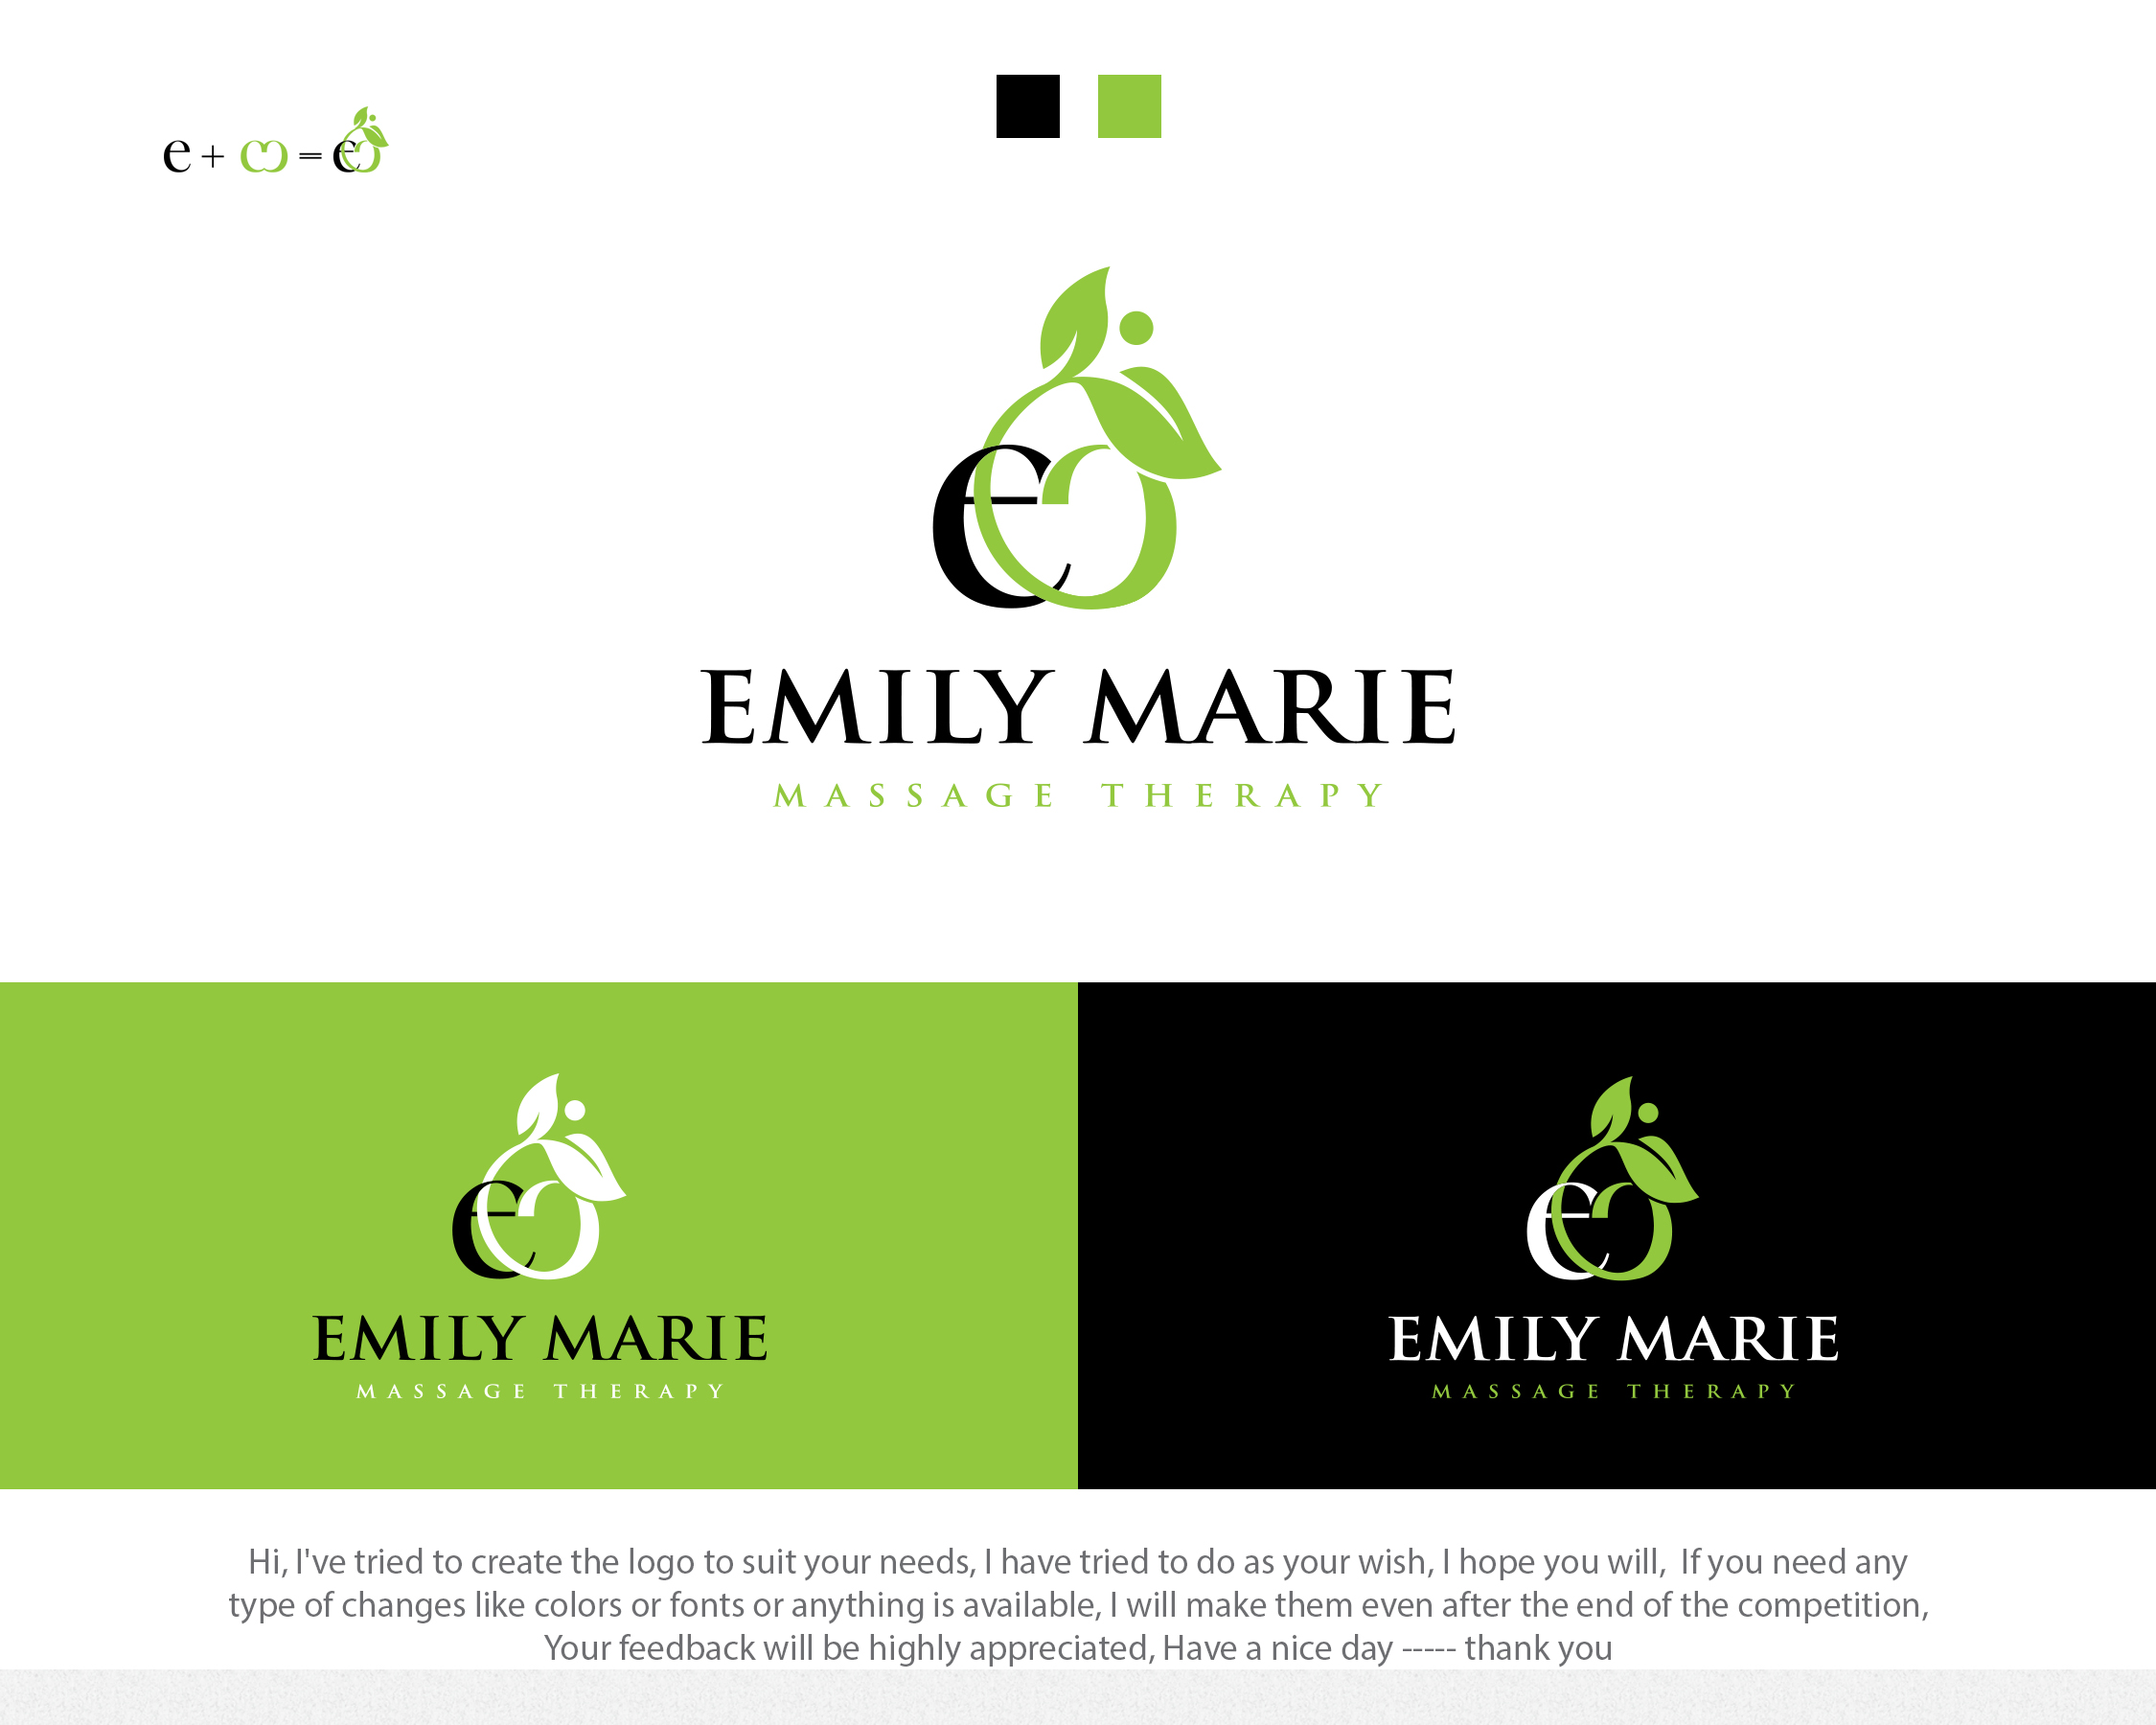 e + ꝏ = e
EMILY MARIE
MASSAGE THERAPY
EMILY MARIE
MASSAGE THERAPY
EMILY MARIE
MASSAGE THERAPY
Hi, I've tried to create the logo to suit your needs, I have tried to do as your wish, I hope you will,  If you need any
type of changes like colors or fonts or anything is available, I will make them even after the end of the competition,
Your feedback will be highly appreciated, Have a nice day ----- thank you